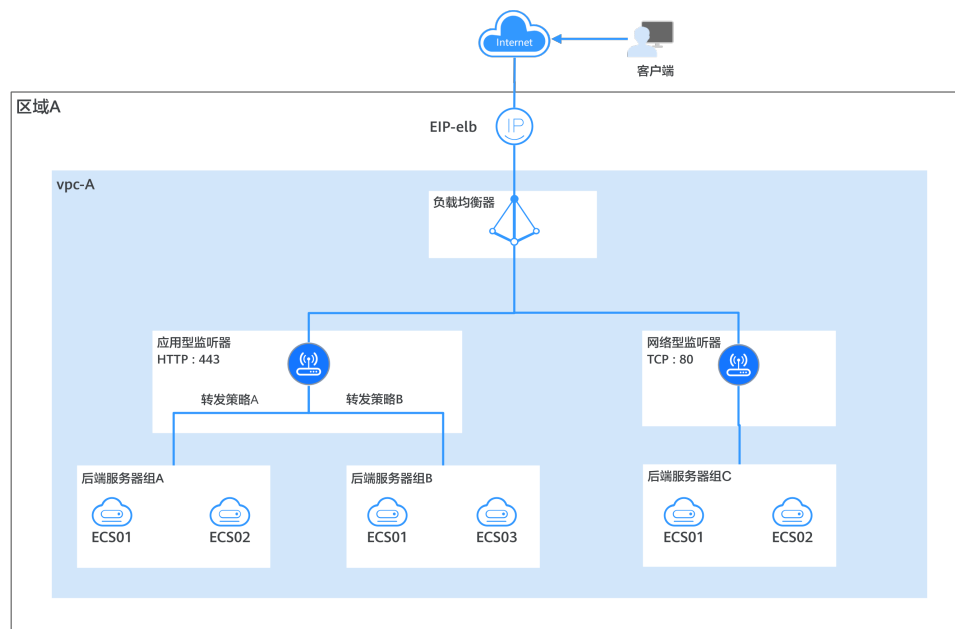 Internet
客户端
区域A
EIP-elb
IP
vpc-A
负载均衡器
应用型监听器
HTTP : 443
网络型监听器
TCP : 80
转发策略A
转发策略B
后端服务器组A
后端服务器组B
后端服务器组C
ECS01
ECS02
ECS01
ECS03
ECS01
ECS02